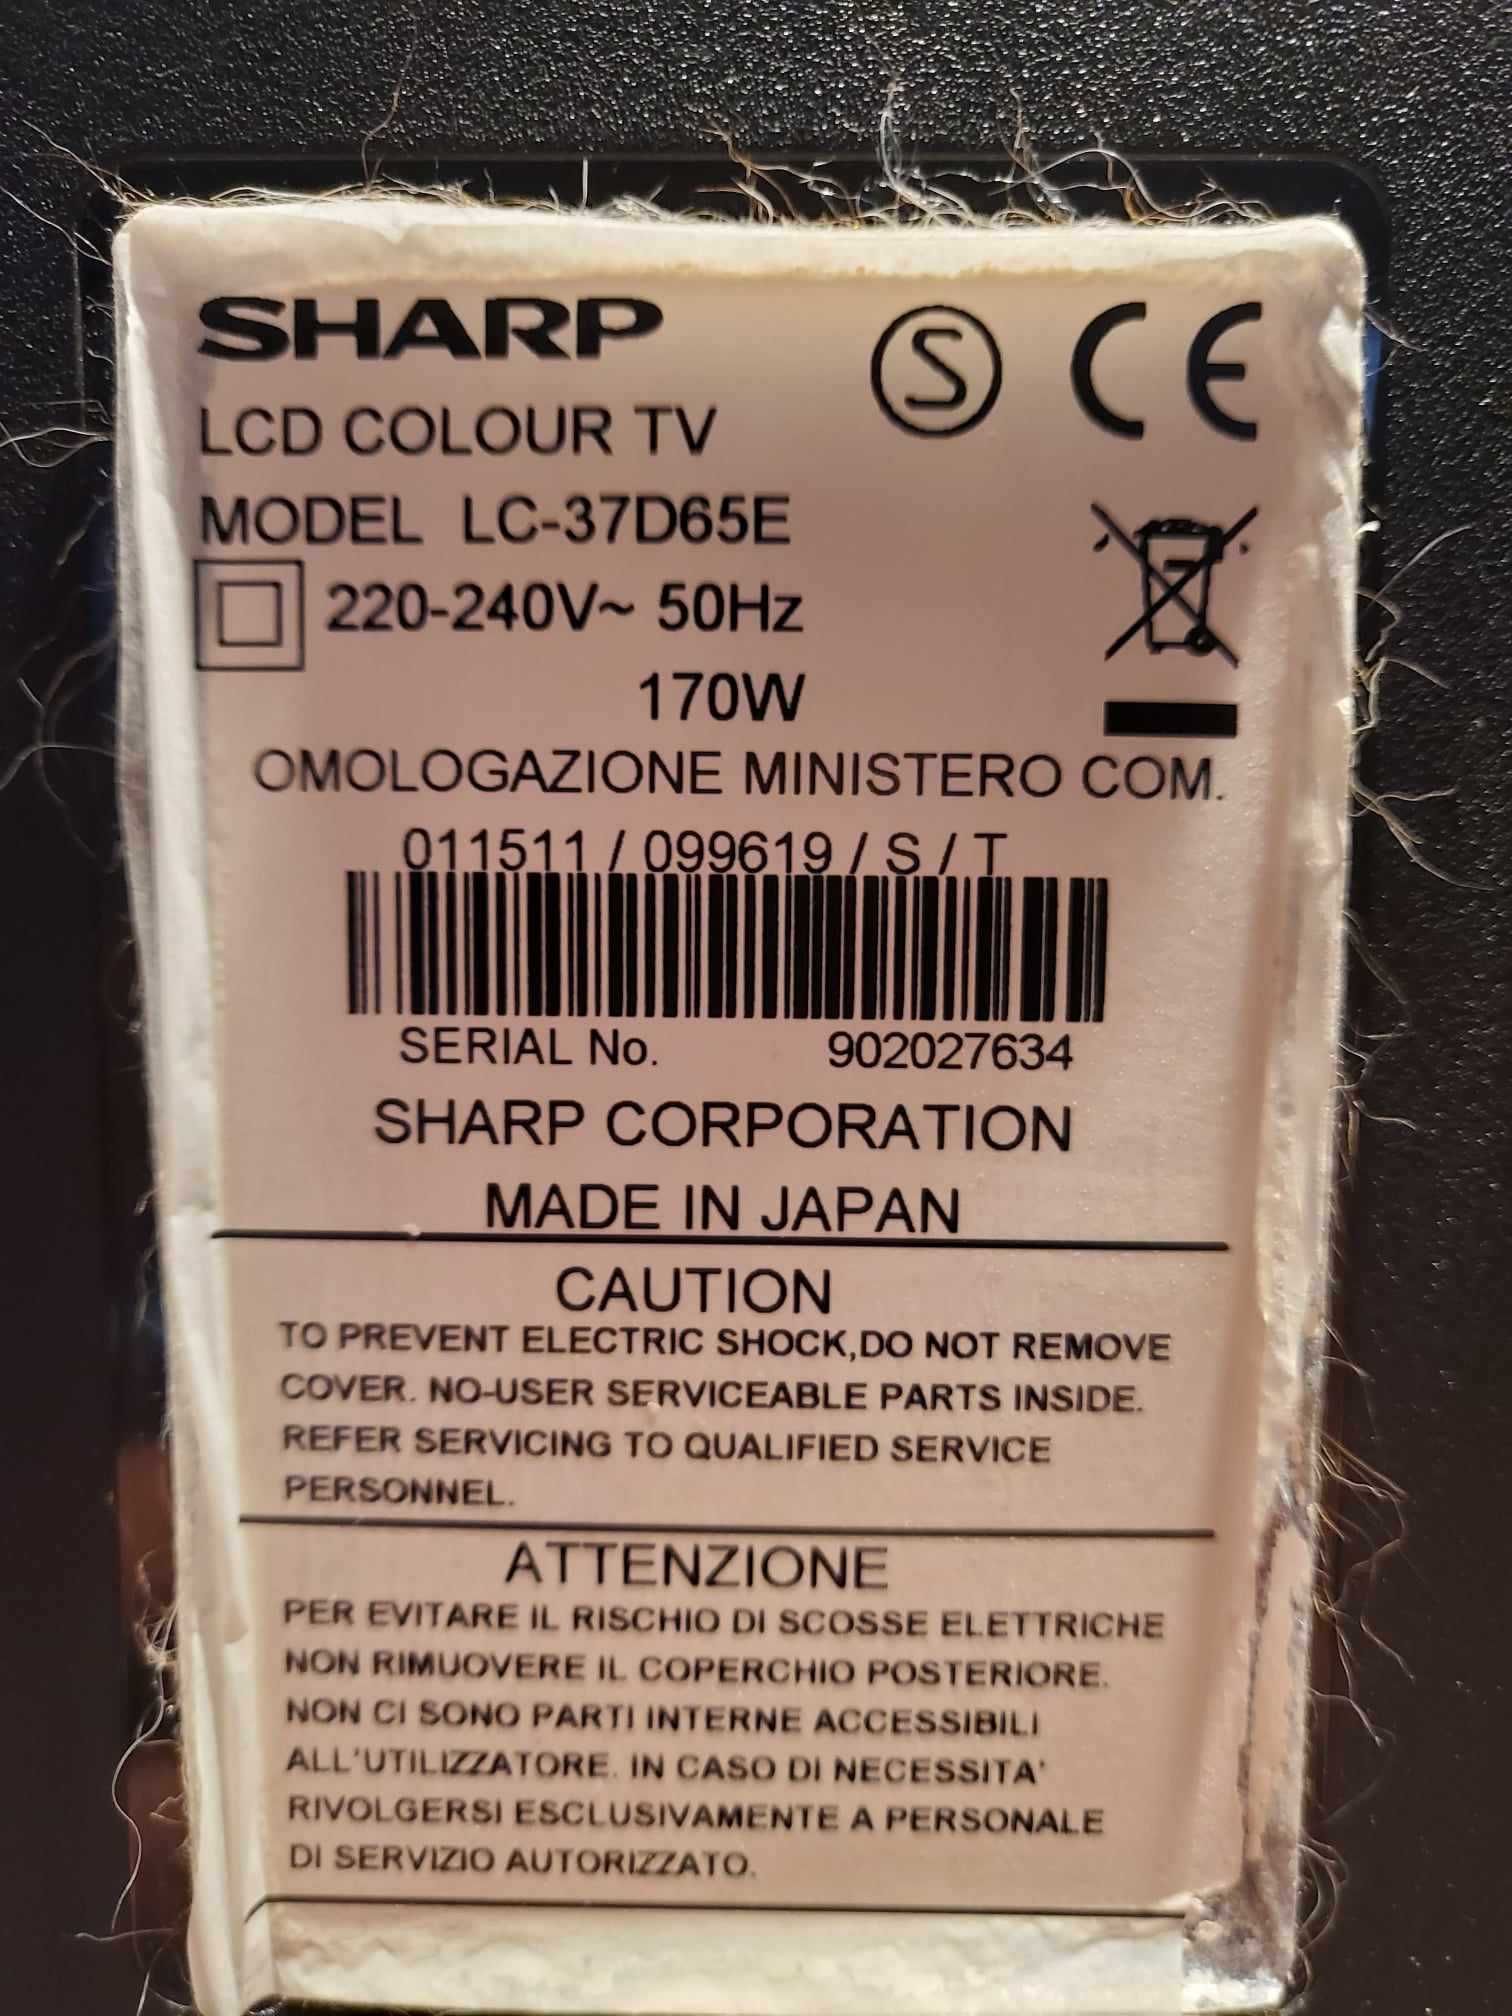 SHARP
S CE
LCD COLOUR TV
MODEL LC-37D65E
220-240V~ 50Hz
170W
OMOLOGAZIONE MINISTERO COM.
011511 / 099619 / S / T
SERIAL No. 902027634
SHARP CORPORATION
MADE IN JAPAN
CAUTION
TO PREVENT ELECTRIC SHOCK,DO NOT REMOVE
COVER. NO-USER SERVICEABLE PARTS INSIDE.
REFER SERVICING TO QUALIFIED SERVICE
PERSONNEL.
ATTENZIONE
PER EVITARE IL RISCHIO DI SCOSSE ELETTRICHE
NON RIMUOVERE IL COPERCHIO POSTERIORE.
NON CI SONO PARTI INTERNE ACCESSIBILI
ALL'UTILIZZATORE. IN CASO DI NECESSITA'
RIVOLGERSI ESCLUSIVAMENTE A PERSONALE
DI SERVIZIO AUTORIZZATO.